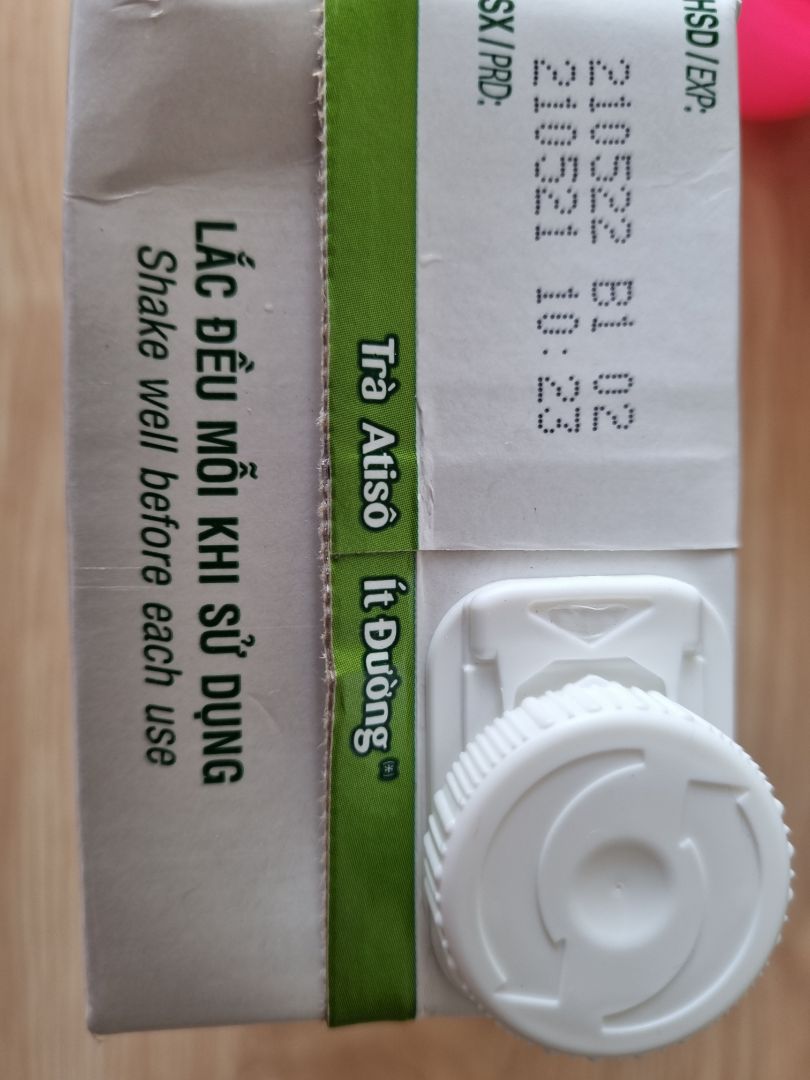 HSD / EXP:
210522 B1 02
210521 10:23
SX / PRD:
Trà Atisô Ít Đường (*)
LẮC ĐỀU MỖI KHI SỬ DỤNG
Shake well before each use